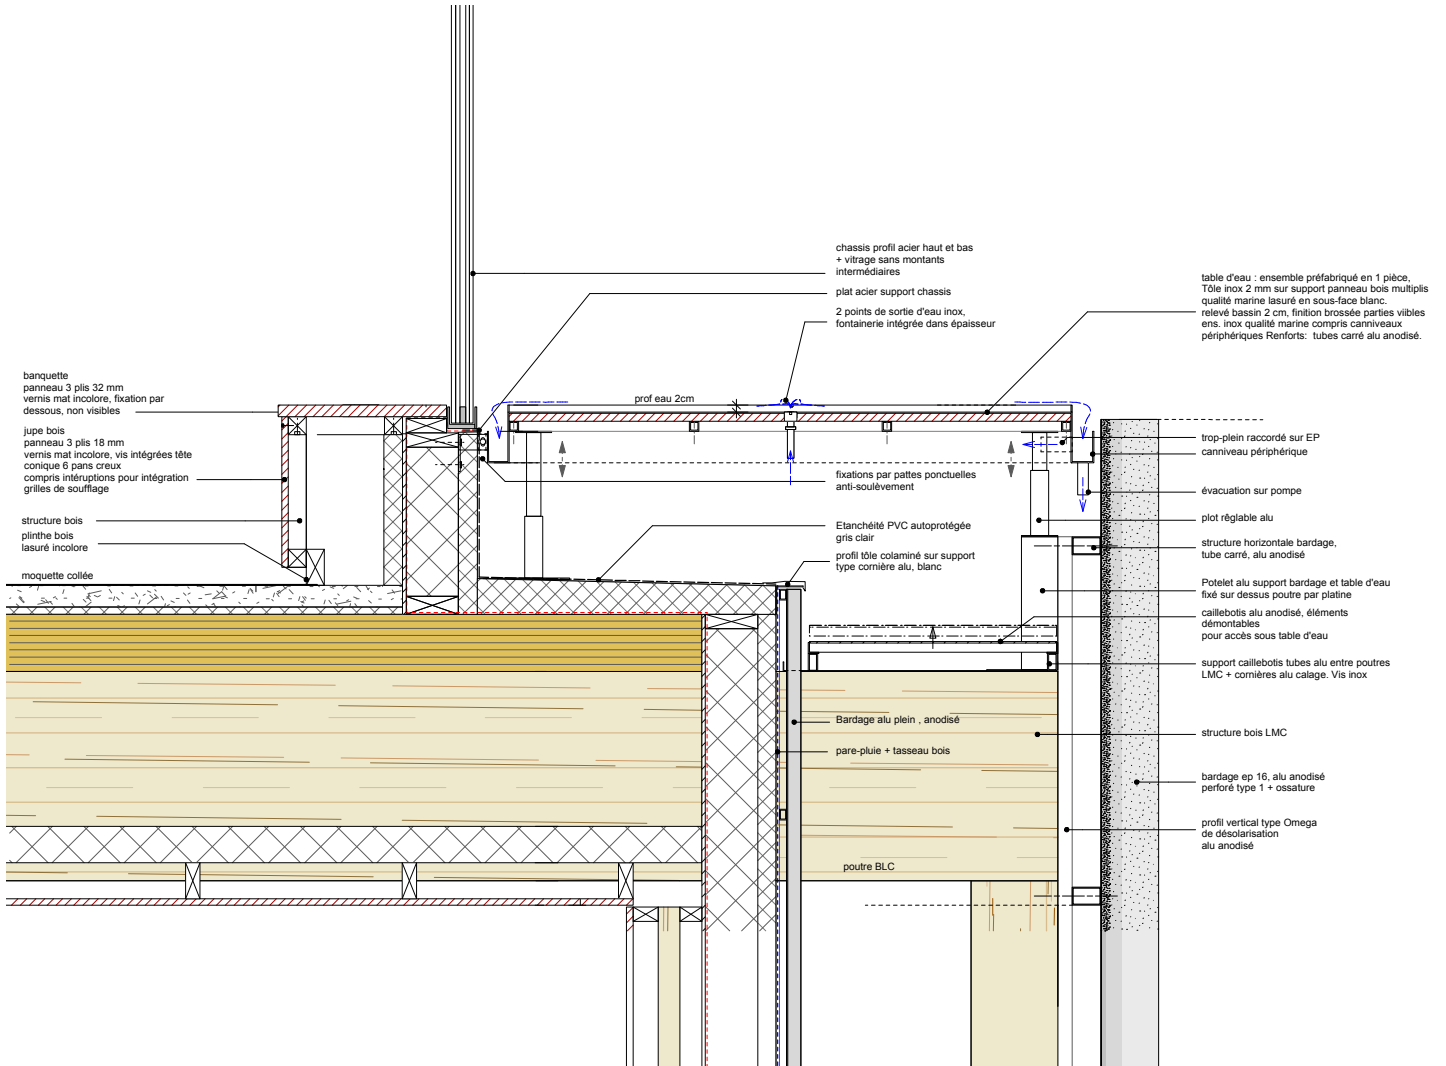 banquette
panneau 3 plis 32 mm
vernis mat incolore, fixation par
dessous, non visibles
jupe bois
panneau 3 plis 18 mm
vernis mat incolore, vis intégrées tête
conique 6 pans creux
compris intéruptions pour intégration
grilles de soufflage
structure bois
plinthe bois
lasuré incolore
moquette collée
chassis profil acier haut et bas
+ vitrage sans montants
intermédiaires
plat acier support chassis
2 points de sortie d'eau inox,
fontainerie intégrée dans épaisseur
prof eau 2cm
fixations par pattes ponctuelles
anti-soulèvement
Etanchéité PVC autoprotégée
gris clair
profil tôle colaminé sur support
type cornière alu, blanc
Bardage alu plein , anodisé
pare-pluie + tasseau bois
poutre BLC
table d'eau : ensemble préfabriqué en 1 pièce,
Tôle inox 2 mm sur support panneau bois multiplis
qualité marine lasuré en sous-face blanc.
relevé bassin 2 cm, finition brossée parties viibles
ens. inox qualité marine compris canniveaux
périphériques Renforts: tubes carré alu anodisé.
trop-plein raccordé sur EP
canniveau périphérique
évacuation sur pompe
plot rêglable alu
structure horizontale bardage,
tube carré, alu anodisé
Potelet alu support bardage et table d'eau
fixé sur dessus poutre par platine
caillebotis alu anodisé, éléments
démontables
pour accès sous table d'eau
support caillebotis tubes alu entre poutres
LMC + cornières alu calage. Vis inox
structure bois LMC
bardage ep 16, alu anodisé
perforé type 1 + ossature
profil vertical type Omega
de désolarisation
alu anodisé